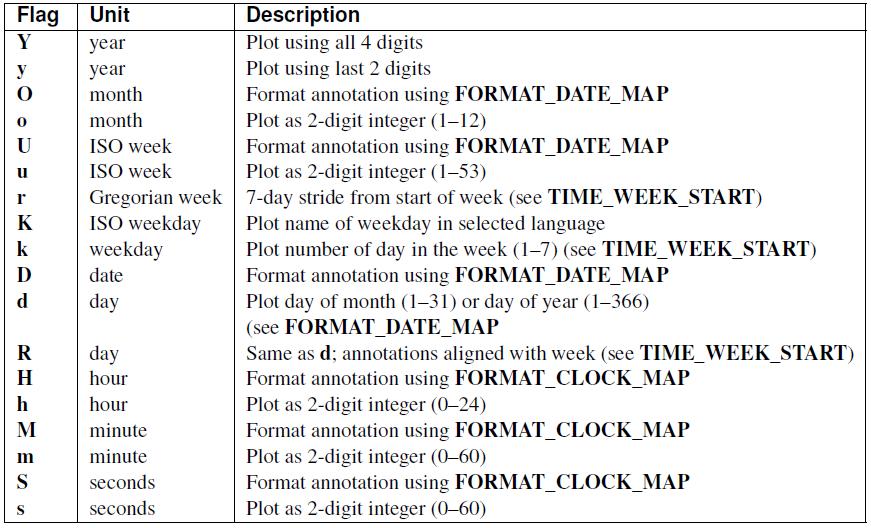 Flag Unit Description
Y year Plot using all 4 digits
y year Plot using last 2 digits
O month Format annotation using FORMAT_DATE_MAP
o month Plot as 2-digit integer (1–12)
U ISO week Format annotation using FORMAT_DATE_MAP
u ISO week Plot as 2-digit integer (1–53)
r Gregorian week 7-day stride from start of week (see TIME_WEEK_START)
K ISO weekday Plot name of weekday in selected language
k weekday Plot number of day in the week (1–7) (see TIME_WEEK_START)
D date Format annotation using FORMAT_DATE_MAP
d day Plot day of month (1–31) or day of year (1–366)
(see FORMAT_DATE_MAP
R day Same as d; annotations aligned with week (see TIME_WEEK_START)
H hour Format annotation using FORMAT_CLOCK_MAP
h hour Plot as 2-digit integer (0–24)
M minute Format annotation using FORMAT_CLOCK_MAP
m minute Plot as 2-digit integer (0–60)
S seconds Format annotation using FORMAT_CLOCK_MAP
s seconds Plot as 2-digit integer (0–60)